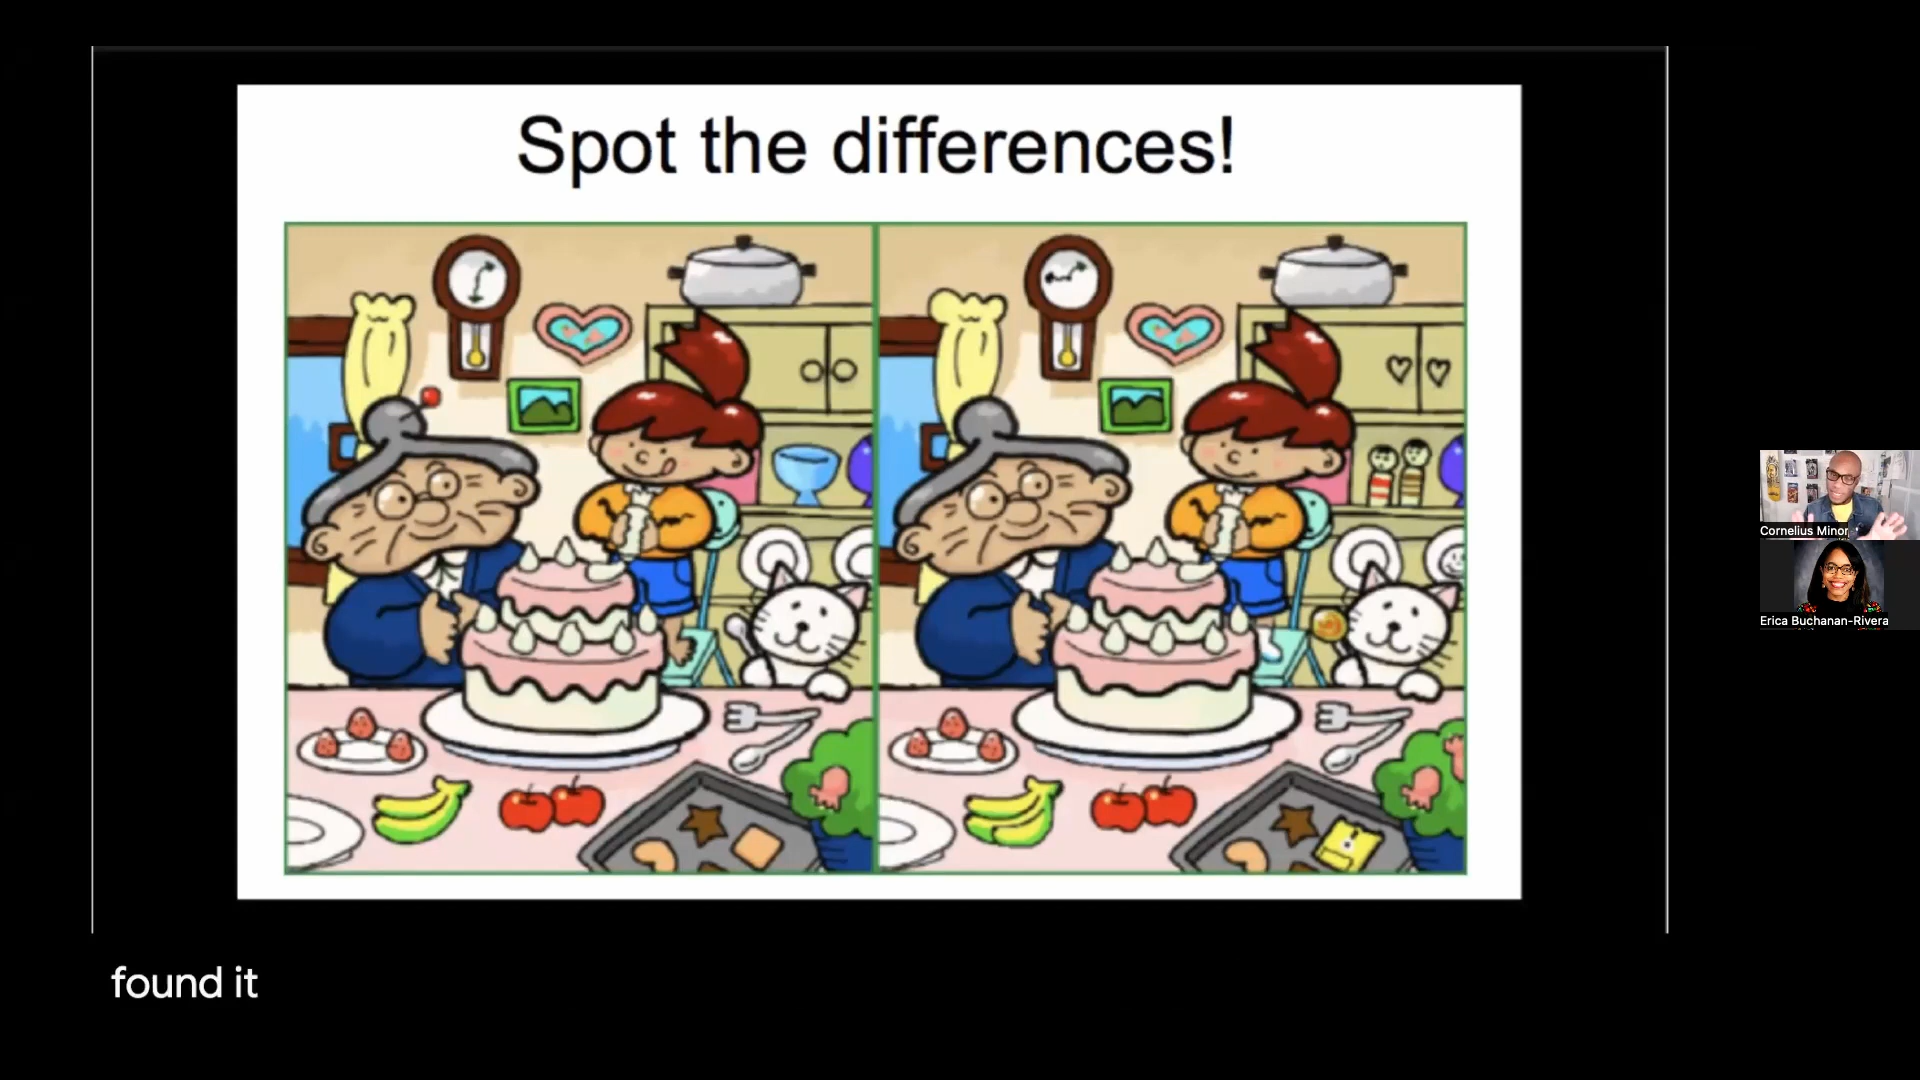 Spot the differences!
Cornelius Minor
Erica Buchanan-Rivera
found it